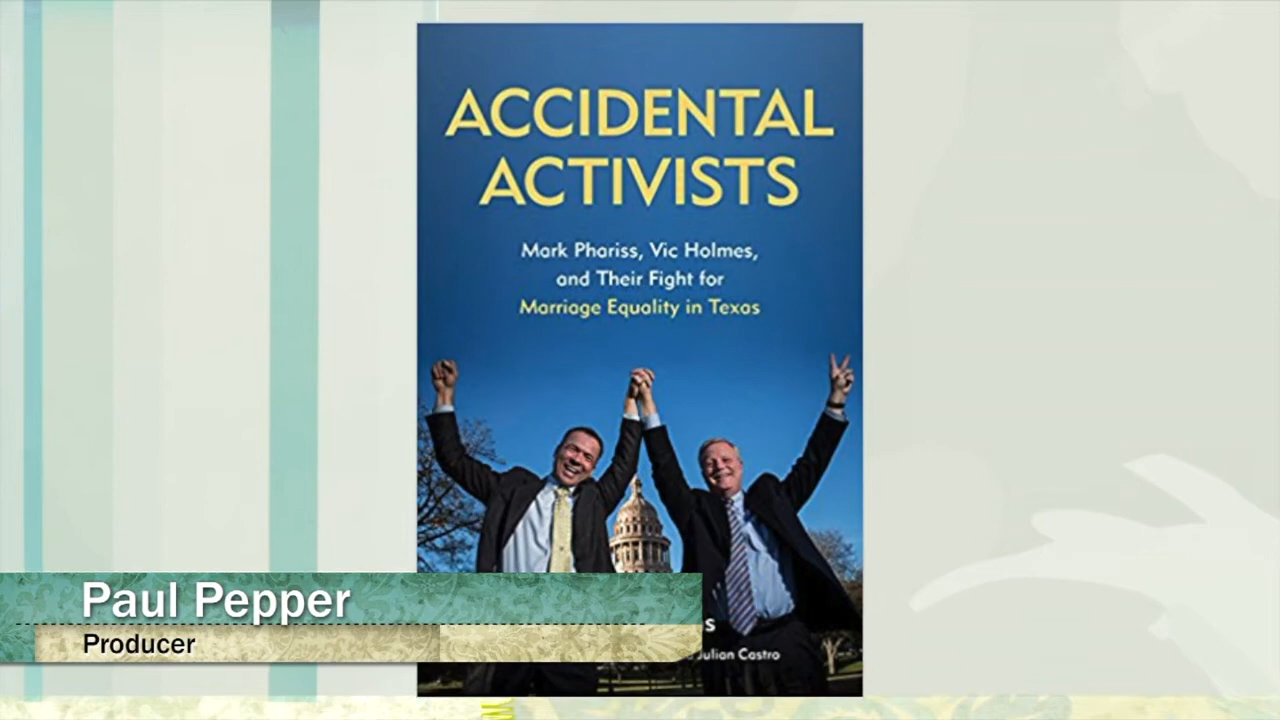 ACCIDENTAL
ACTIVISTS
Mark Phariss, Vic Holmes,
and Their Fight for
Marriage Equality in Texas
Julian Castro
Paul Pepper
Producer